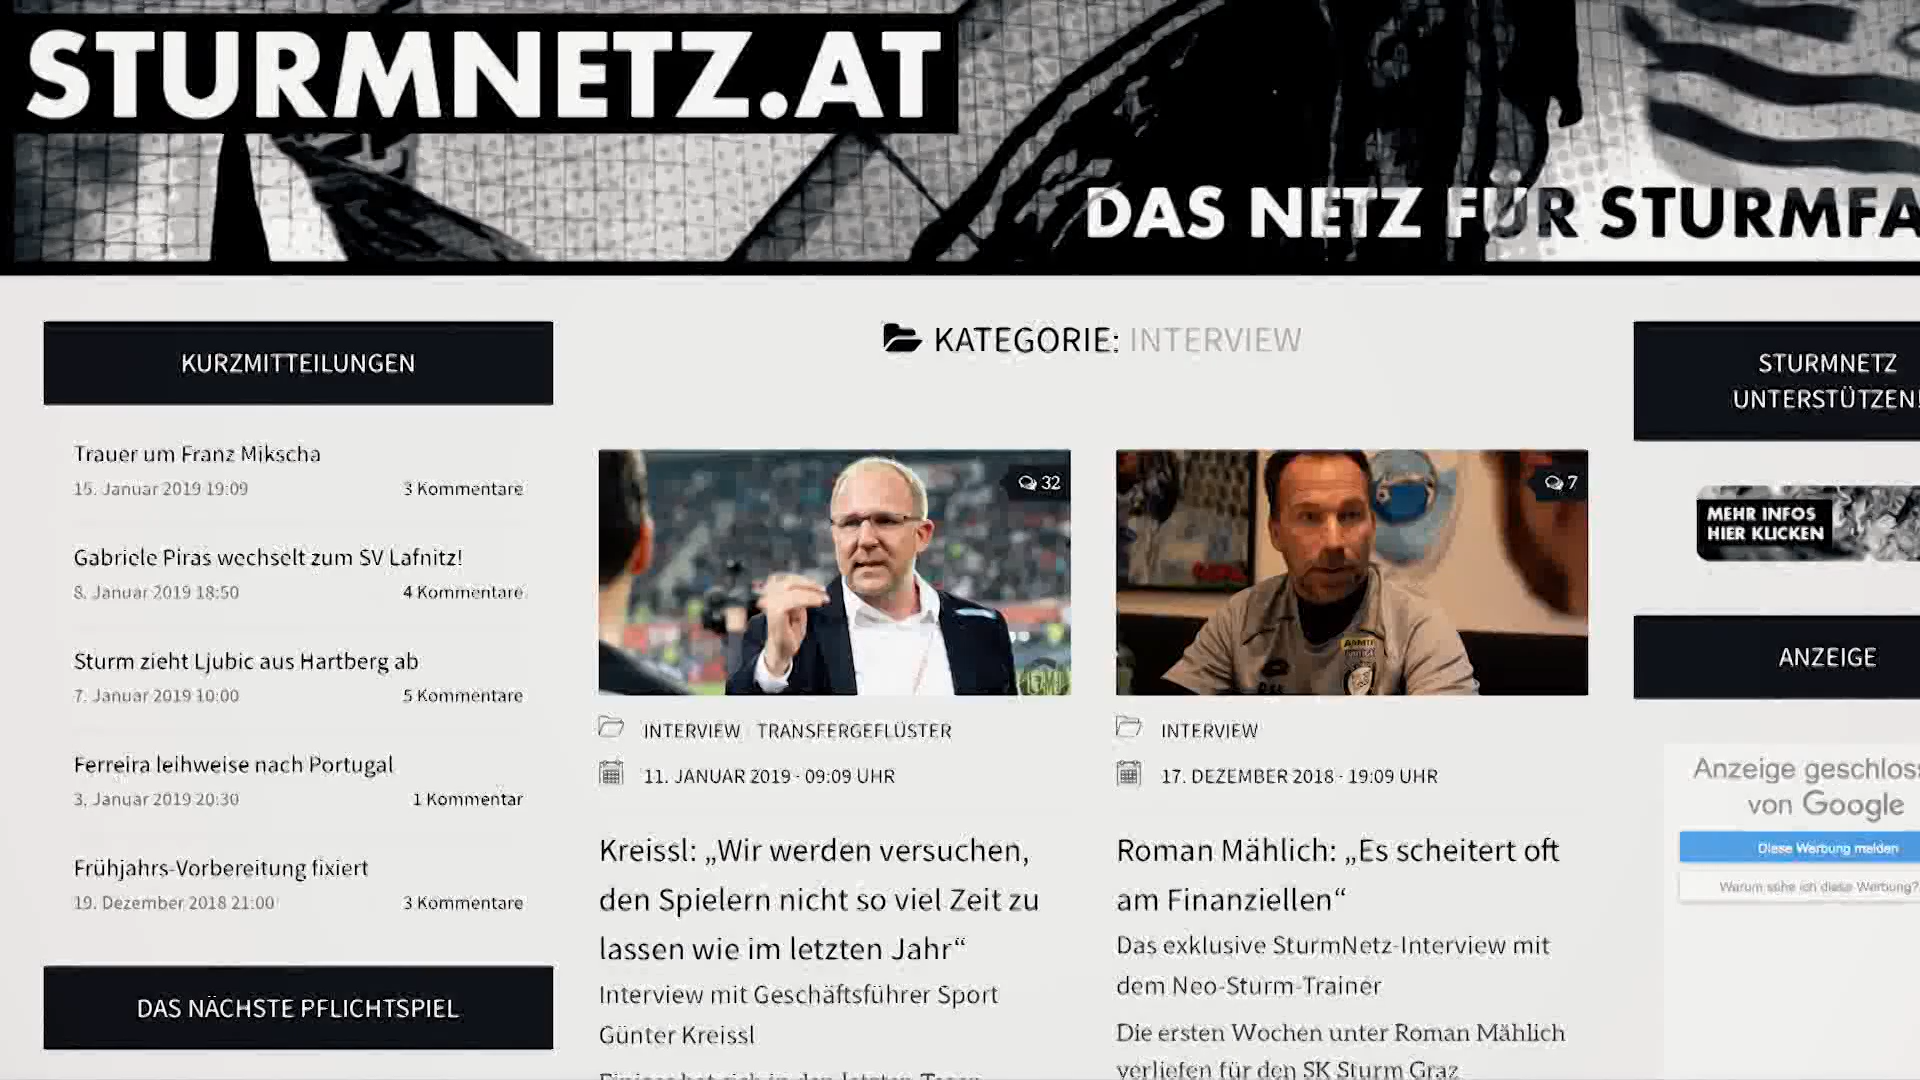 STURMNETZ.AT
DAS NETZ FÜR STURMFA
KURZMITTEILUNGEN
Trauer um Franz Mikscha
15. Januar 2019 19:09 3 Kommentare
Gabriele Piras wechselt zum SV Lafnitz!
8. Januar 2019 18:50 4 Kommentare
Sturm zieht Ljubic aus Hartberg ab
7. Januar 2019 10:00 5 Kommentare
Ferreira leihweise nach Portugal
3. Januar 2019 20:30 1 Kommentar
Frühjahrs-Vorbereitung fixiert
19. Dezember 2018 21:00 3 Kommentare
DAS NÄCHSTE PFLICHTSPIEL
KATEGORIE: INTERVIEW
32
INTERVIEW TRANSFERGEFLÜSTER
11. JANUAR 2019 - 09:09 UHR
Kreissl: „Wir werden versuchen,
den Spielern nicht so viel Zeit zu
lassen wie im letzten Jahr“
Interview mit Geschäftsführer Sport
Günter Kreissl
7
INTERVIEW
17. DEZEMBER 2018 - 19:09 UHR
Roman Mählich: „Es scheitert oft
am Finanziellen“
Das exklusive SturmNetz-Interview mit
dem Neo-Sturm-Trainer
Die ersten Wochen unter Roman Mählich
verliefen für den SK Sturm Graz
STURMNETZ
UNTERSTÜTZEN!
MEHR INFOS
HIER KLICKEN
ANZEIGE
Anzeige geschloss
von Google
Diese Werbung melden
Warum sehe ich diese Werbung?